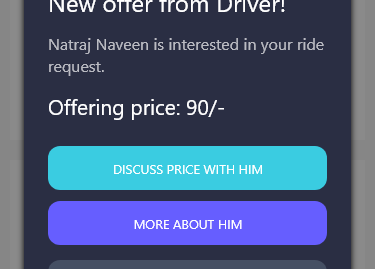 New offer from Driver!
Natraj Naveen is interested in your ride
request.
Offering price: 90/-
DISCUSS PRICE WITH HIM
MORE ABOUT HIM